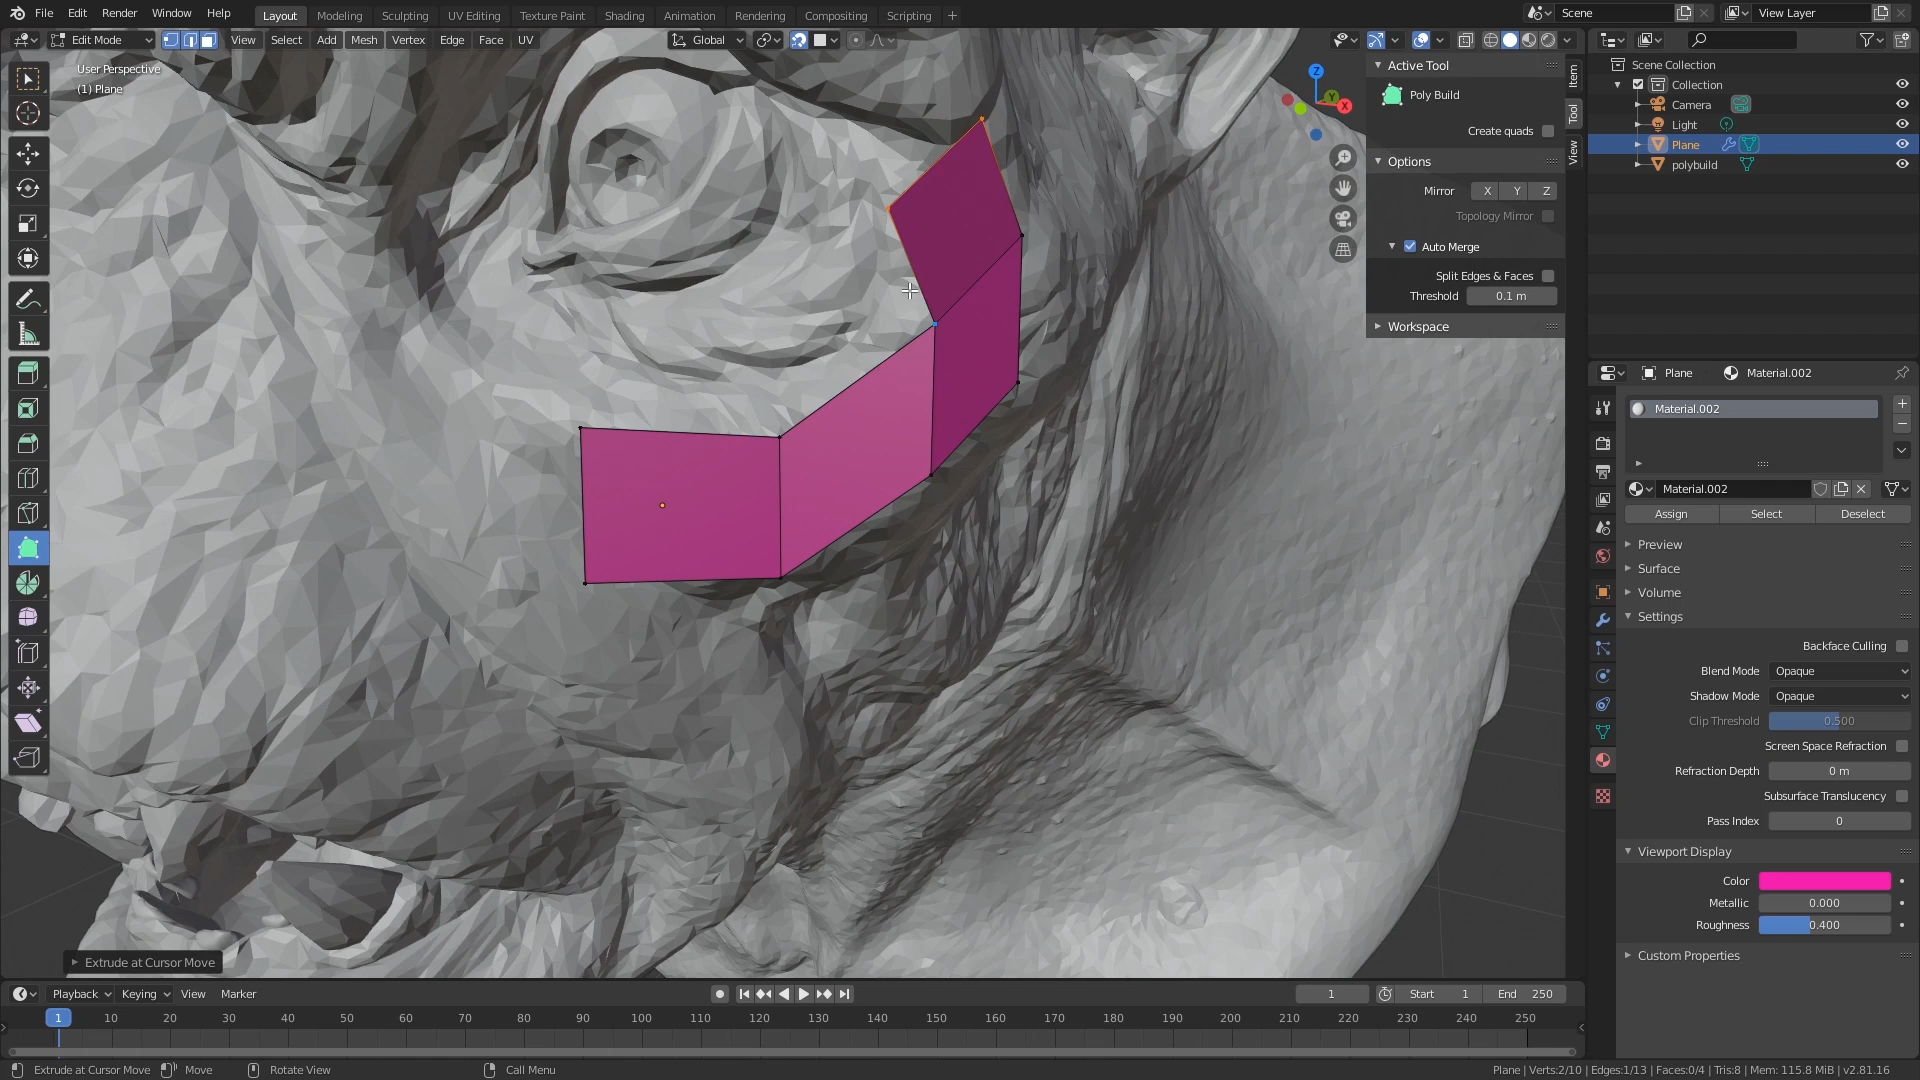 File Edit Render Window Help
Layout Modeling Sculpting UV Editing Texture Paint Shading Animation Rendering Compositing Scripting +
Scene
View Layer
Edit Mode View Select Add Mesh Vertex Edge Face UV
Global
User Perspective
(1) Plane
Z
Y
X
Active Tool
Poly Build
Create quads
Options
Mirror X Y Z
Topology Mirror
Auto Merge
Split Edges & Faces
Threshold 0.1 m
Workspace
Item
Tool
View
Scene Collection
Collection
Camera
Light
Plane
polybuild
Plane Material.002
Material.002
Material.002
Assign Select Deselect
Preview
Surface
Volume
Settings
Backface Culling
Blend Mode Opaque
Shadow Mode Opaque
Clip Threshold 0.500
Screen Space Refraction
Refraction Depth 0 m
Subsurface Translucency
Pass Index 0
Viewport Display
Color
Metallic 0.000
Roughness 0.400
Custom Properties
Extrude at Cursor Move
Playback Keying View Marker
1 Start 1 End 250
1 10 20 30 40 50 60 70 80 90 100 110 120 130 140 150 160 170 180 190 200 210 220 230 240 250
Extrude at Cursor Move Move Rotate View Call Menu
Plane | Verts:2/10 | Edges:1/13 | Faces:0/4 | Tris:8 | Mem: 115.8 MiB | v2.81.16